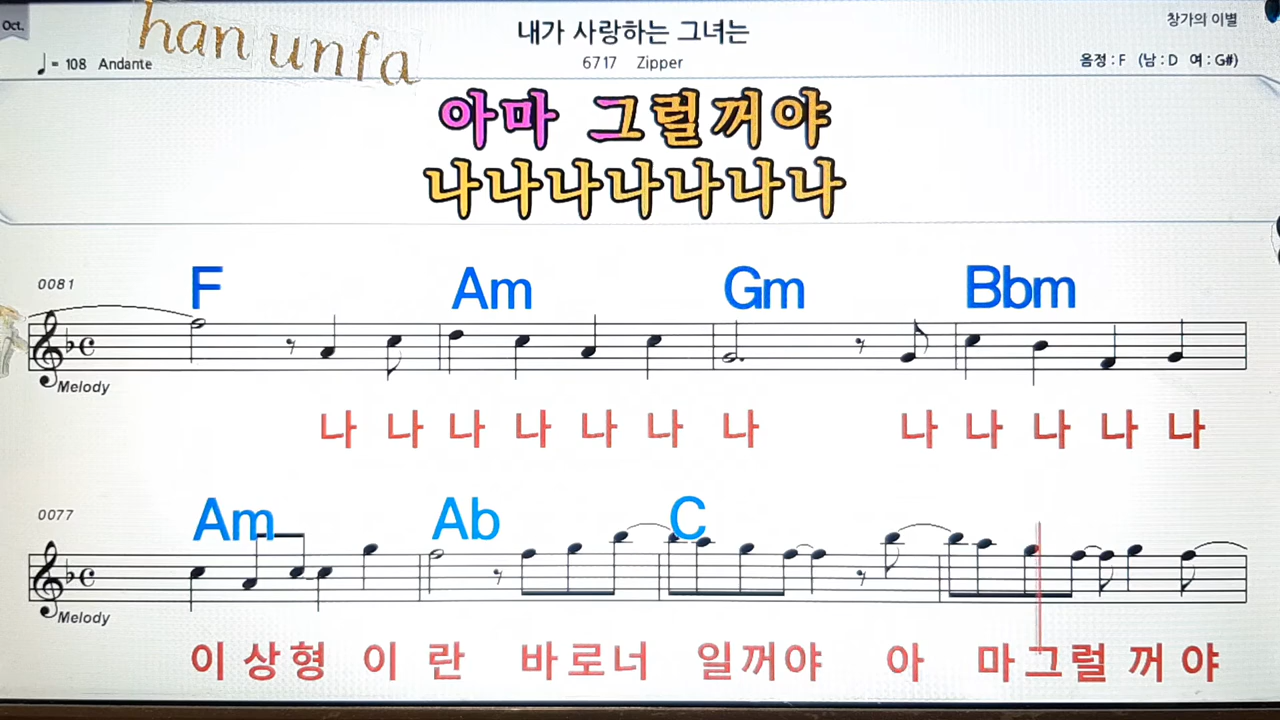 Oct.
han unfa
내가 사랑하는 그녀는
창가의 이별
♩= 108 Andante
6717 Zipper
음정 : F (남 : D 여 : G#)
아마 그럴꺼야
나나나나나나나
0081
F Am Gm Bbm
Melody
나 나 나 나 나 나 나 나 나 나 나 나
0077
Am Ab C
Melody
이 상 형 이 란 바 로 너 일 꺼 야 아 마 그 럴 꺼 야